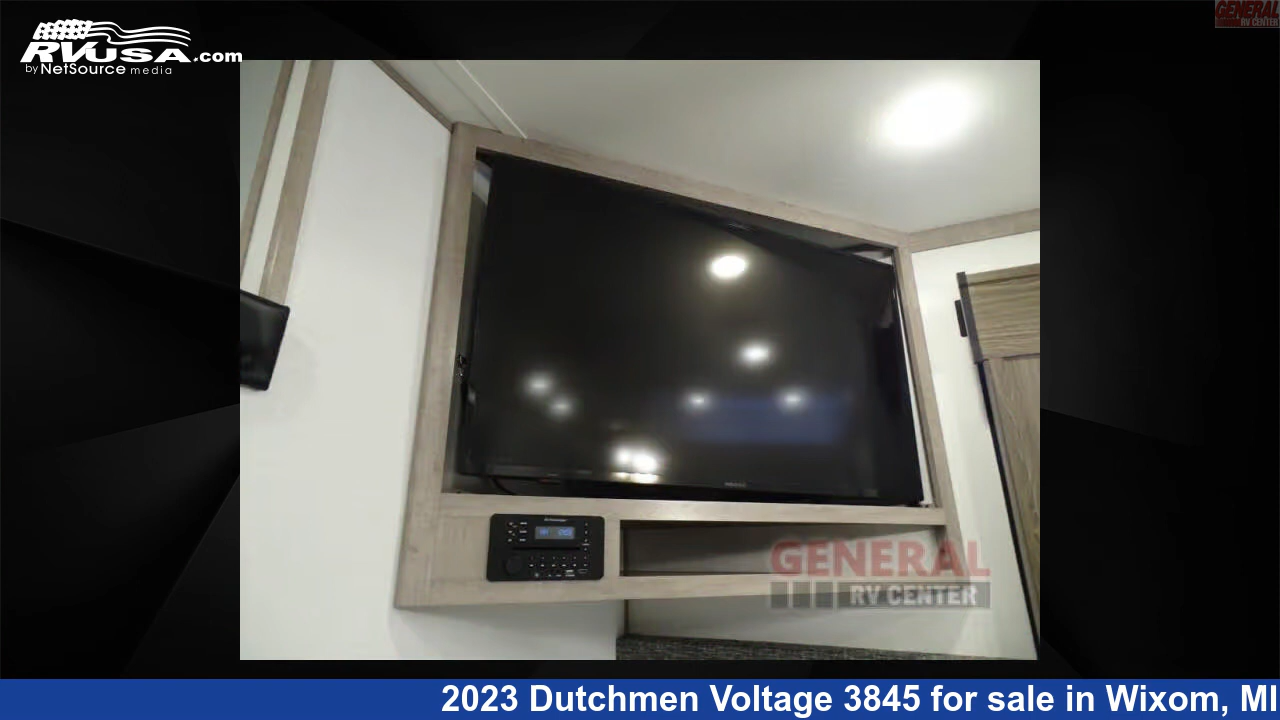 GENERAL
RV CENTER
RVUSA.com
by NetSource media
GENERAL
RV CENTER
2023 Dutchmen Voltage 3845 for sale in Wixom, MI